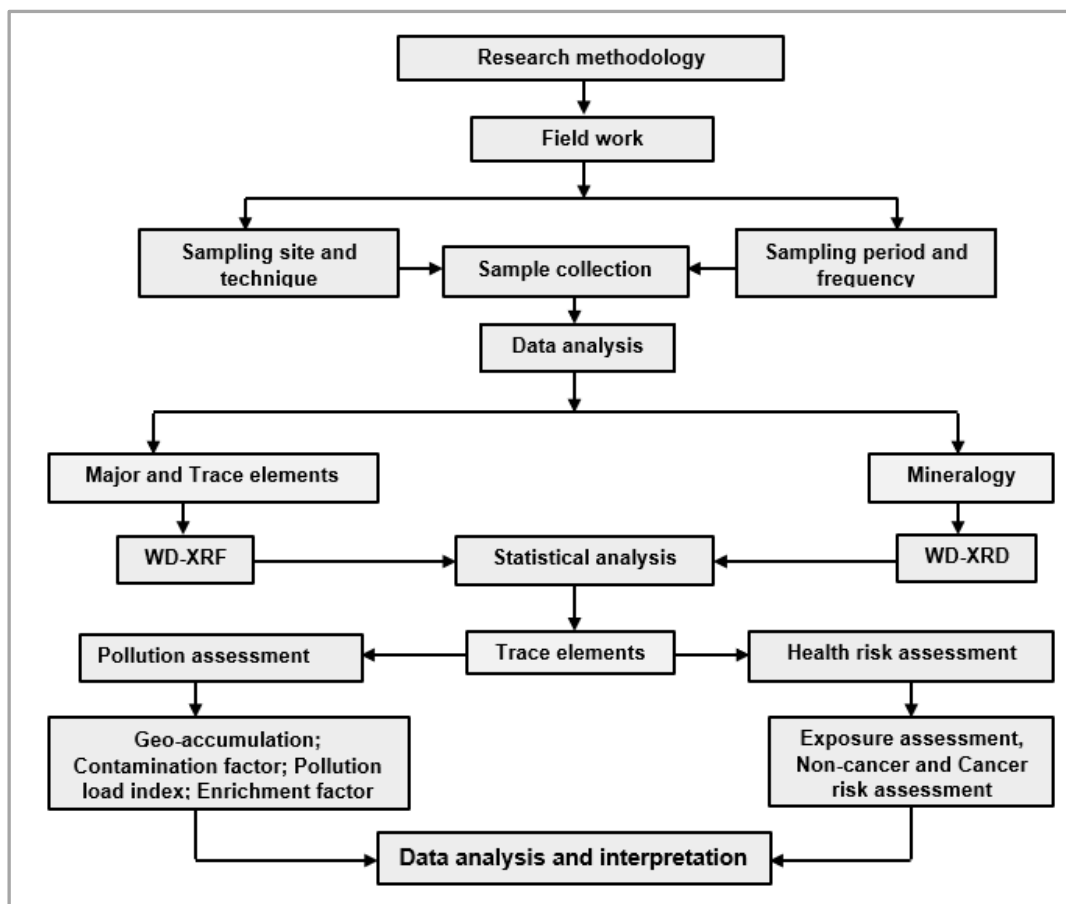 Research methodology
Field work
Sampling site and
technique
Sample collection
Sampling period and
frequency
Data analysis
Major and Trace elements
Mineralogy
WD-XRF
Statistical analysis
WD-XRD
Pollution assessment
Trace elements
Health risk assessment
Geo-accumulation;
Contamination factor; Pollution
load index; Enrichment factor
Exposure assessment,
Non-cancer and Cancer
risk assessment
Data analysis and interpretation